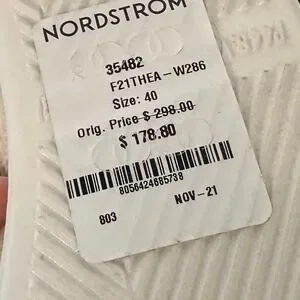 NORDSTROM
35482
F21THEA-W286
Size: 40
Orig. Price $ 298.00
$ 178.80
8056424685738
803
NOV-21